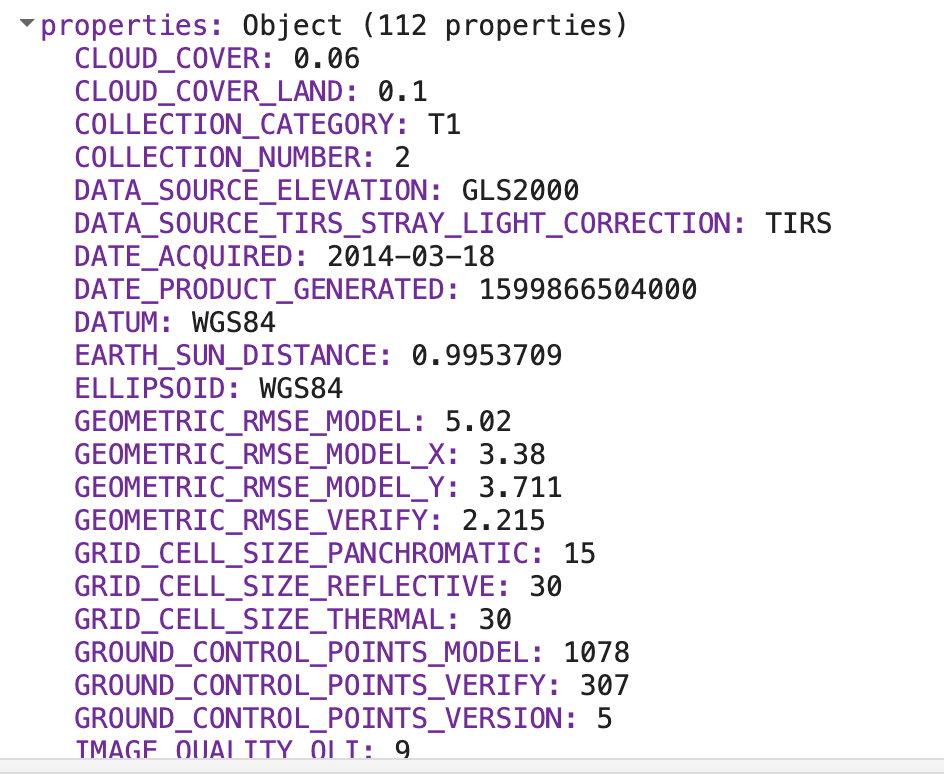 properties: Object (112 properties)
CLOUD_COVER: 0.06
CLOUD_COVER_LAND: 0.1
COLLECTION_CATEGORY: T1
COLLECTION_NUMBER: 2
DATA_SOURCE_ELEVATION: GLS2000
DATA_SOURCE_TIRS_STRAY_LIGHT_CORRECTION: TIRS
DATE_ACQUIRED: 2014-03-18
DATE_PRODUCT_GENERATED: 1599866504000
DATUM: WGS84
EARTH_SUN_DISTANCE: 0.9953709
ELLIPSOID: WGS84
GEOMETRIC_RMSE_MODEL: 5.02
GEOMETRIC_RMSE_MODEL_X: 3.38
GEOMETRIC_RMSE_MODEL_Y: 3.711
GEOMETRIC_RMSE_VERIFY: 2.215
GRID_CELL_SIZE_PANCHROMATIC: 15
GRID_CELL_SIZE_REFLECTIVE: 30
GRID_CELL_SIZE_THERMAL: 30
GROUND_CONTROL_POINTS_MODEL: 1078
GROUND_CONTROL_POINTS_VERIFY: 307
GROUND_CONTROL_POINTS_VERSION: 5
IMAGE_QUALITY_OLI: 9